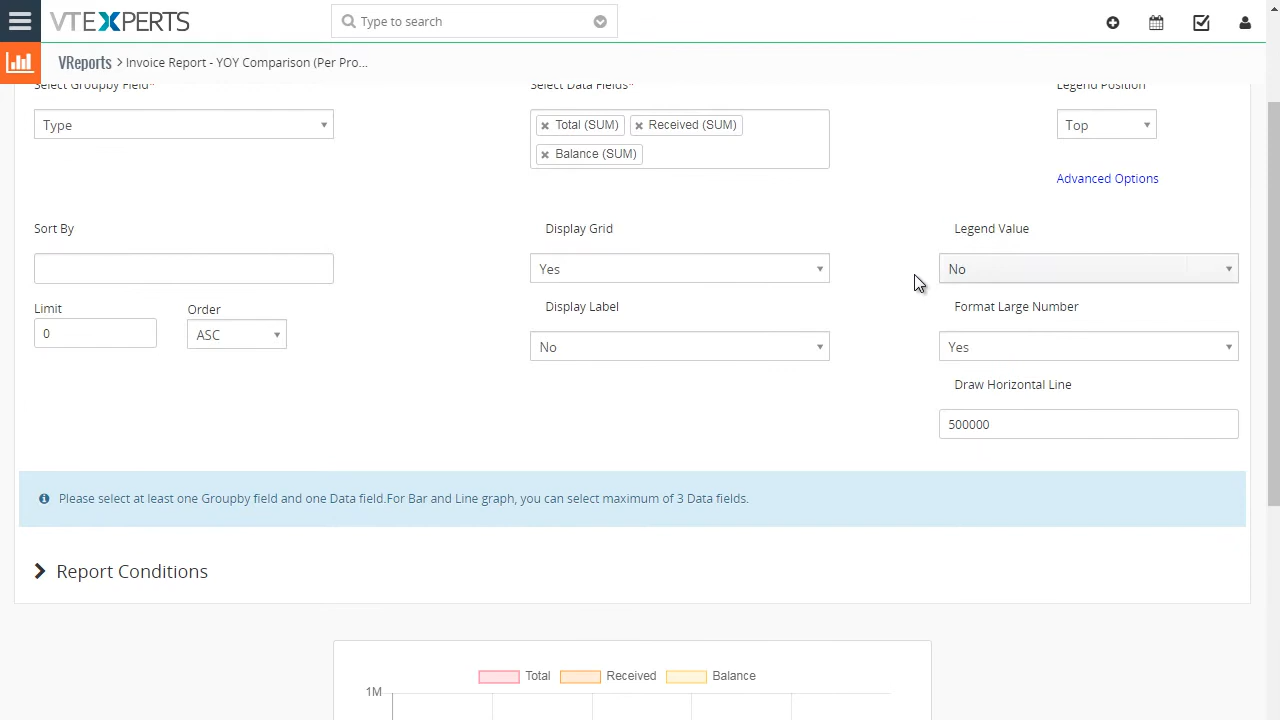 VTEXPERTS
Type to search
VReports > Invoice Report - YOY Comparison (Per Pro...
Select Groupby Field*
Select Data Fields*
Legend Position
Type
× Total (SUM) × Received (SUM)
× Balance (SUM)
Top
Advanced Options
Sort By
Display Grid
Legend Value
Yes
No
Limit
Order
Display Label
Format Large Number
0
ASC
No
Yes
Draw Horizontal Line
500000
Please select at least one Groupby field and one Data field.For Bar and Line graph, you can select maximum of 3 Data fields.
Report Conditions
Total Received Balance
1M